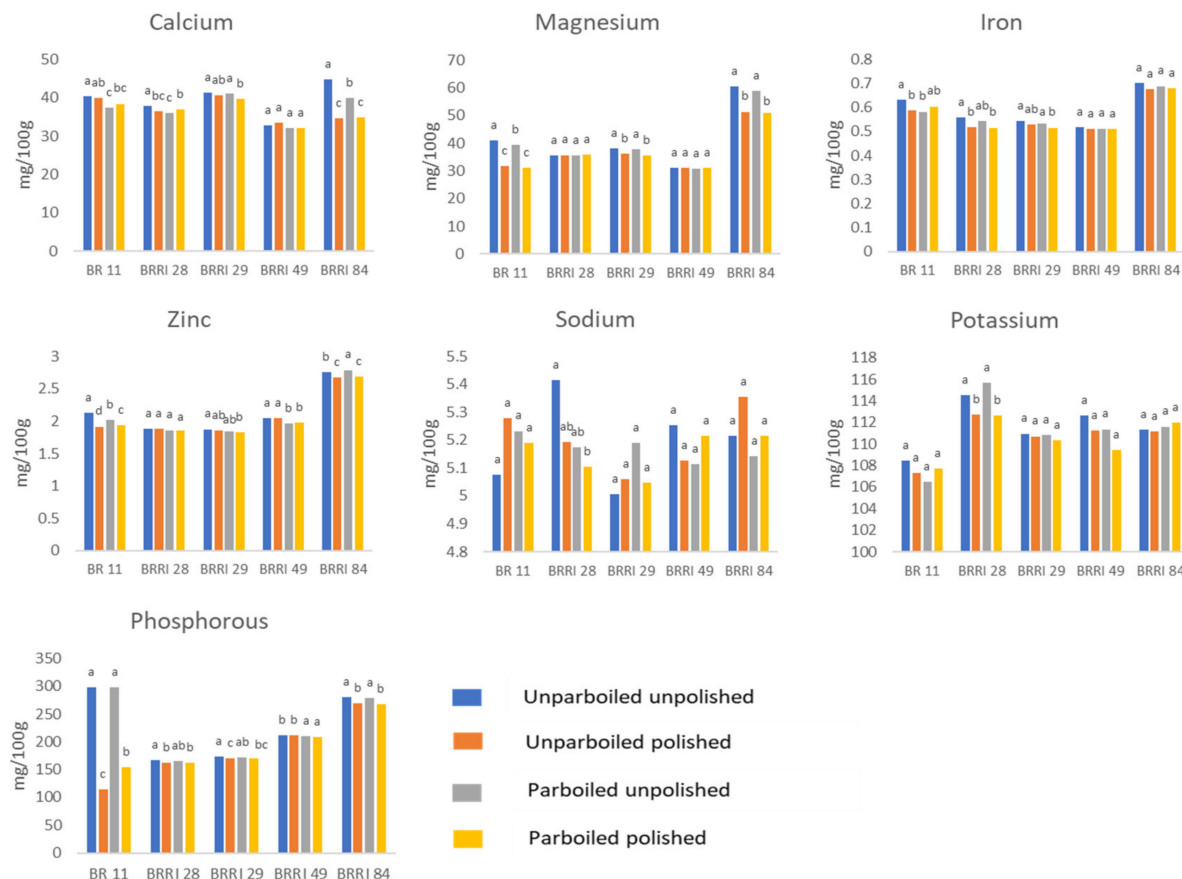 Calcium
mg/100g
50
40
30
20
10
0
a ab c bc
a bc c b
a ab a b
a a a a
a c b c
BR 11 BRRI 28 BRRI 29 BRRI 49 BRRI 84
Magnesium
mg/100g
70
60
50
40
30
20
10
0
a c b c
a a a a
a b a b
a a a a
a b a b
BR 11 BRRI 28 BRRI 29 BRRI 49 BRRI 84
Iron
mg/100g
0.8
0.7
0.6
0.5
0.4
0.3
0.2
0.1
0
a b b ab
a b ab b
a ab a b
a a a a
a a a a
BR 11 BRRI 28 BRRI 29 BRRI 49 BRRI 84
Zinc
mg/100g
3
2.5
2
1.5
1
0.5
0
a d b c
a a a a
a ab ab b
a a b b
b c a c
BR 11 BRRI 28 BRRI 29 BRRI 49 BRRI 84
Sodium
mg/100g
5.5
5.4
5.3
5.2
5.1
5
4.9
4.8
a a a a
a ab ab b
a a a a
a a a a
a a a a
BR 11 BRRI 28 BRRI 29 BRRI 49 BRRI 84
Potassium
mg/100g
118
116
114
112
110
108
106
104
102
100
a a a a
a b a b
a a a a
a a a a
a a a a
BR 11 BRRI 28 BRRI 29 BRRI 49 BRRI 84
Phosphorous
mg/100g
350
300
250
200
150
100
50
0
a c a b
a b ab b
a c ab bc
b b a a
a b a b
BR 11 BRRI 28 BRRI 29 BRRI 49 BRRI 84
Unparboiled unpolished
Unparboiled polished
Parboiled unpolished
Parboiled polished